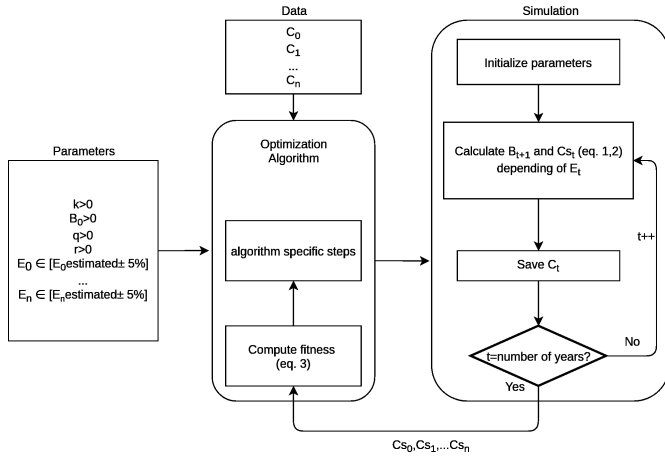 Data
C₀
C₁
...
Cₙ
Parameters
k>0
B₀>0
q>0
r>0
E₀ ∈ [E₀estimated± 5%]
...
Eₙ ∈ [Eₙestimated± 5%]
Optimization
Algorithm
algorithm specific steps
Compute fitness
(eq. 3)
Simulation
Initialize parameters
Calculate Bₜ₊₁ and Csₜ (eq. 1,2)
depending of Eₜ
Save Cₜ
t=number of years?
No
t++
Yes
Cs₀,Cs₁,...Csₙ